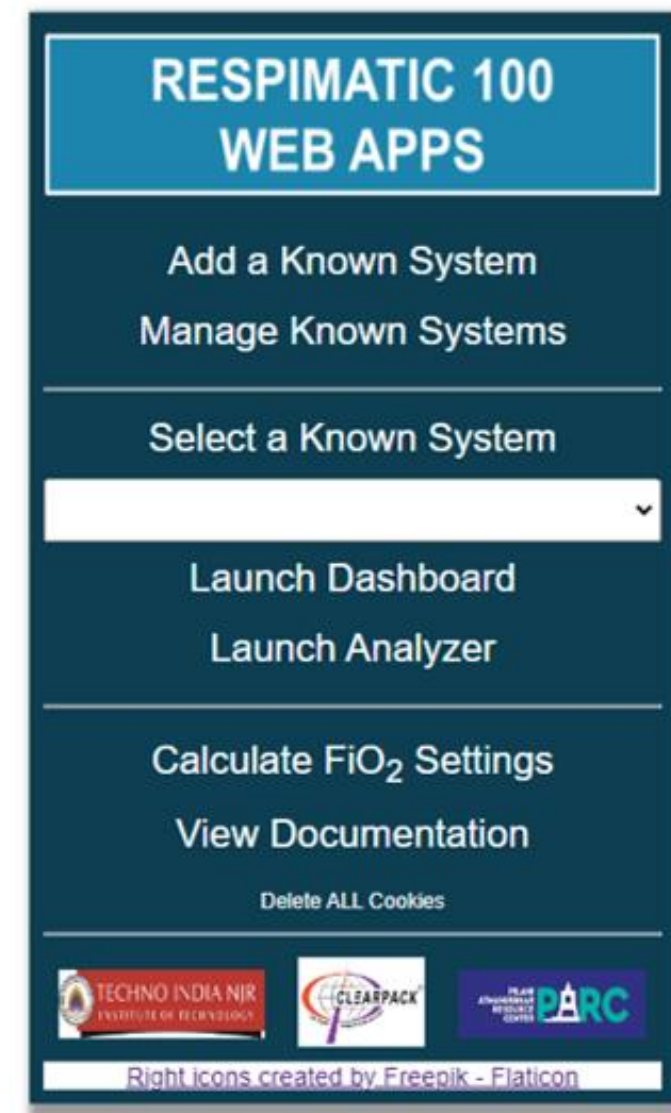 RESPIMATIC 100
WEB APPS
Add a Known System
Manage Known Systems
Select a Known System
Launch Dashboard
Launch Analyzer
Calculate FiO₂ Settings
View Documentation
Delete ALL Cookies
TECHNO INDIA NJR
INSTITUTE OF TECHNOLOGY
CLEARPACK
PARC
Right icons created by Freepik - Flaticon